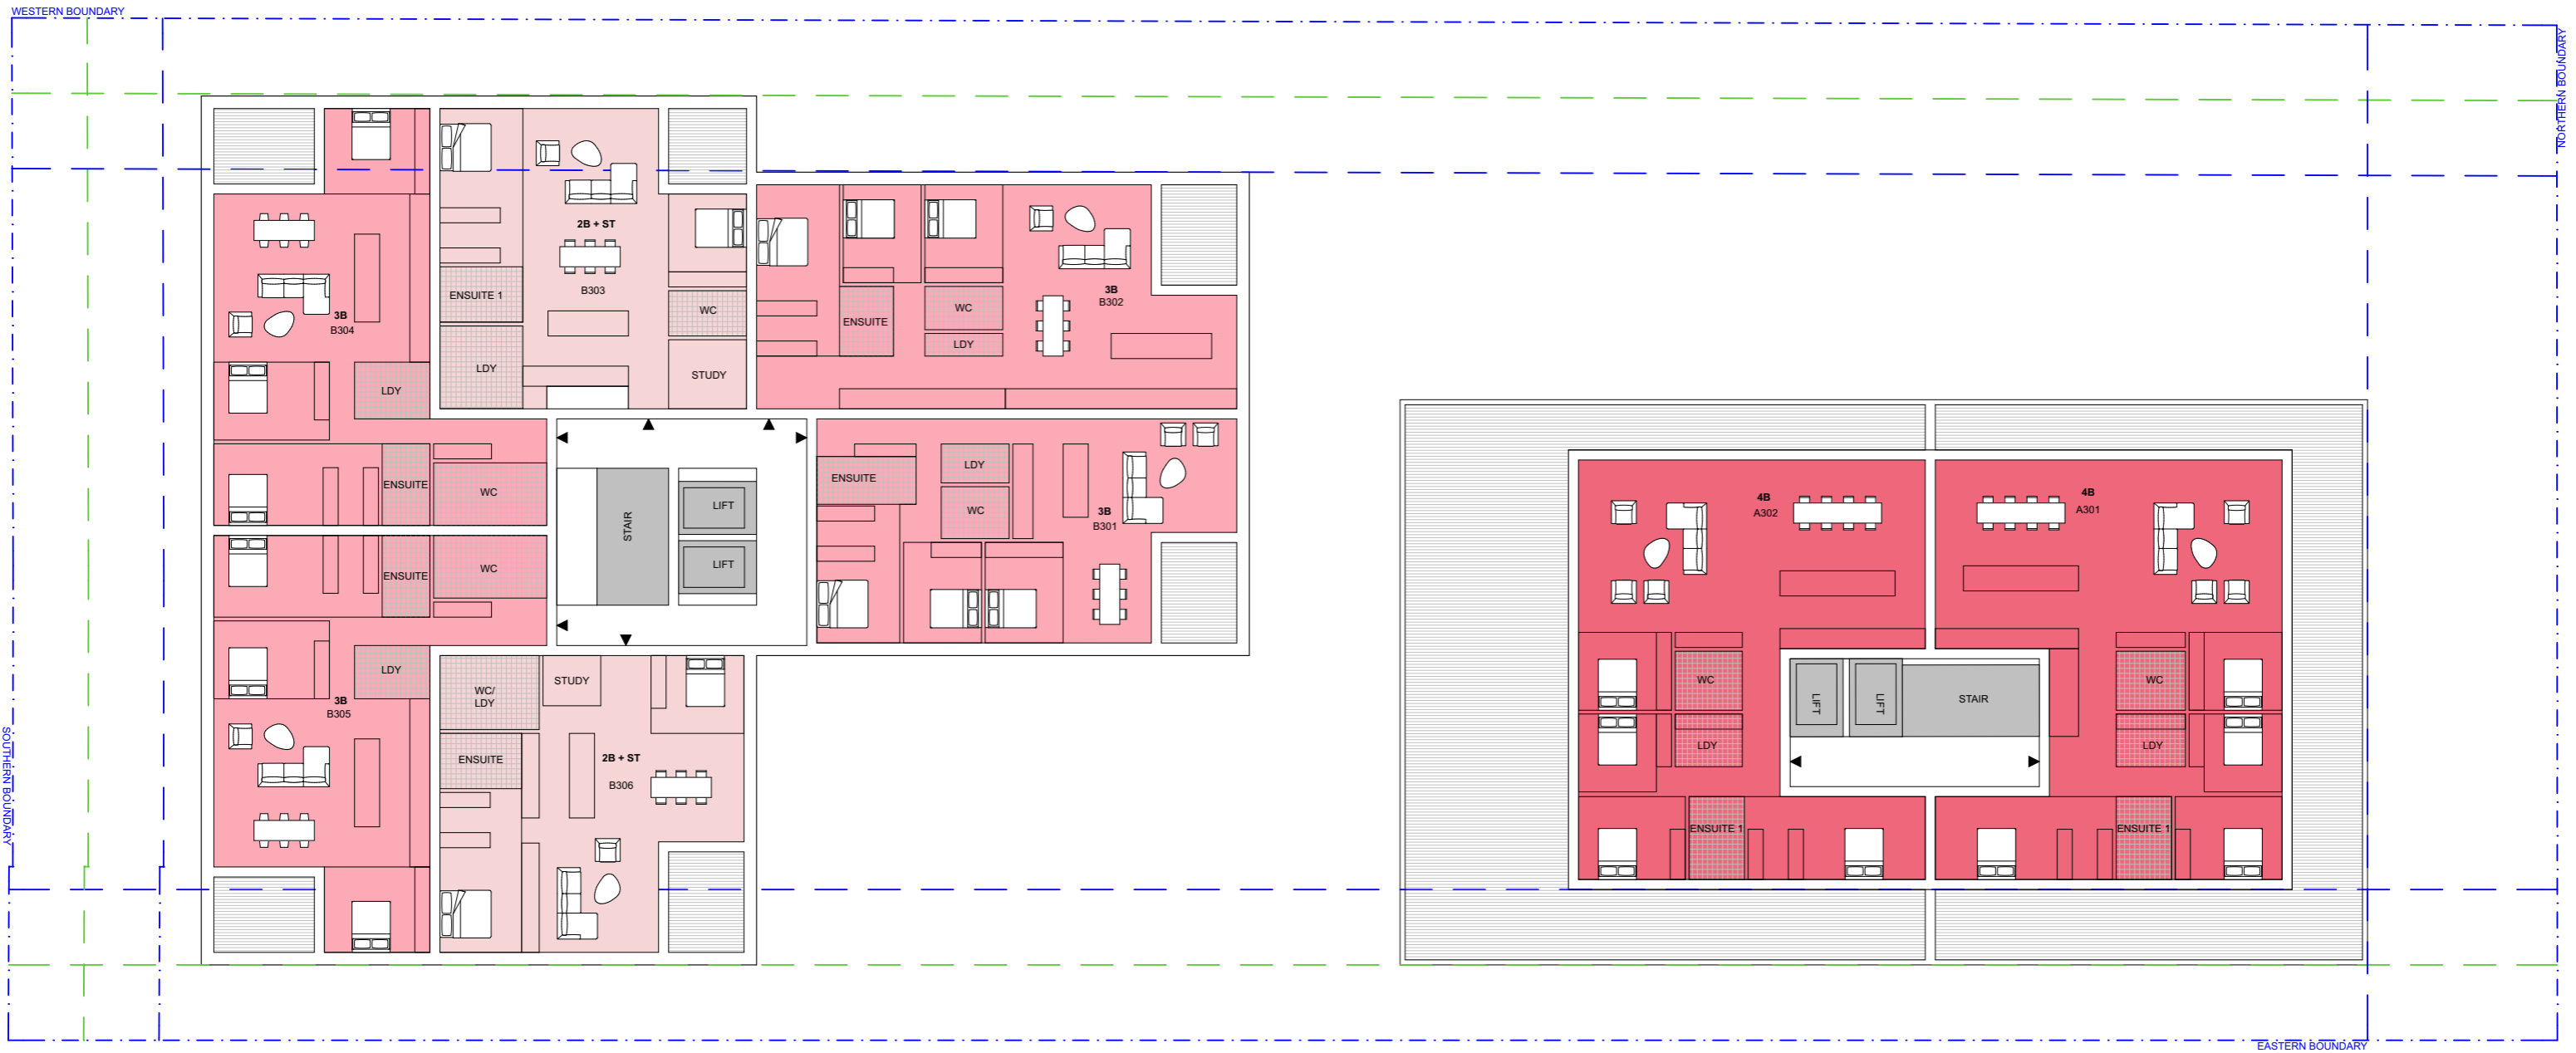 WESTERN BOUNDARY
NORTHERN BOUNDARY
2B + ST
B303
ENSUITE 1
WC
LDY
STUDY
3B
B304
LDY
ENSUITE
WC
3B
B302
ENSUITE
WC
LDY
STAIR
LIFT
LIFT
ENSUITE
LDY
WC
3B
B301
ENSUITE
WC
LDY
3B
B305
WC/
LDY
STUDY
ENSUITE
2B + ST
B306
4B
A302
4B
A301
WC
LDY
ENSUITE 1
LIFT
LIFT
STAIR
WC
LDY
ENSUITE 1
SOUTHERN BOUNDARY
EASTERN BOUNDARY